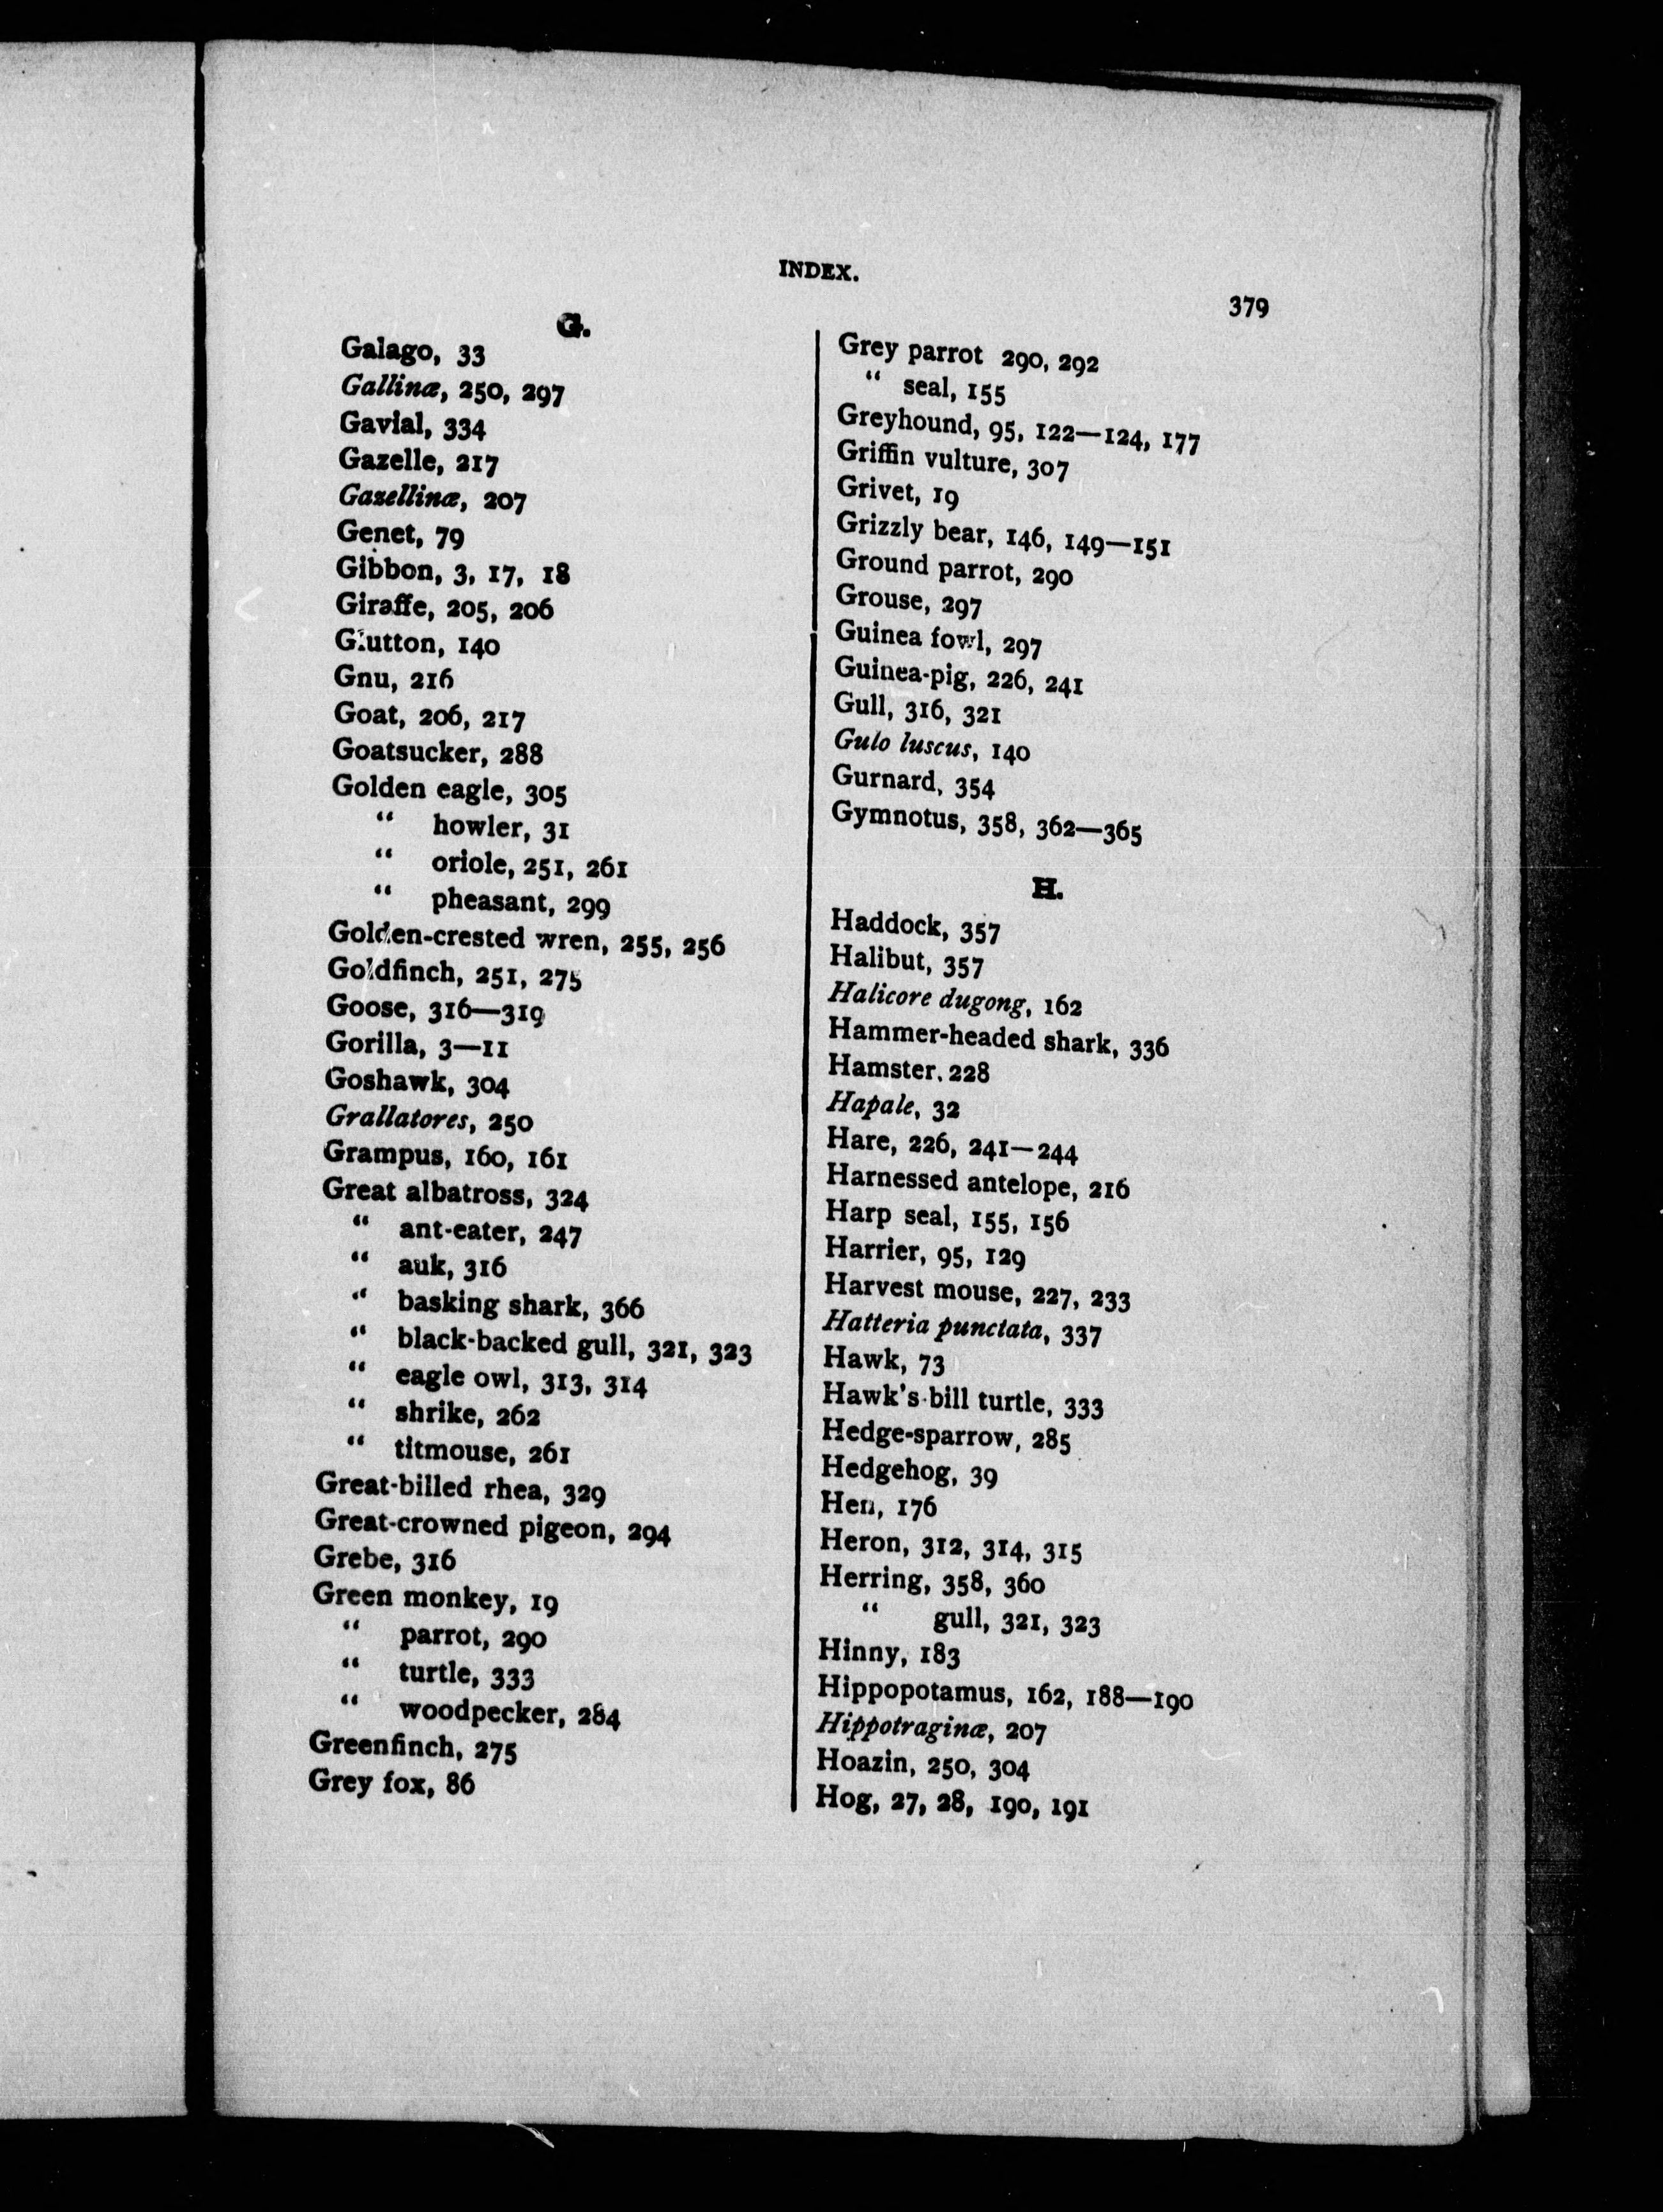 INDEX.
379
G.
Galago, 33
Gallinæ, 250, 297
Gavial, 334
Gazelle, 217
Gazellinæ, 207
Genet, 79
Gibbon, 3, 17, 18
Giraffe, 205, 206
Glutton, 140
Gnu, 216
Goat, 206, 217
Goatsucker, 288
Golden eagle, 305
“ howler, 31
“ oriole, 251, 261
“ pheasant, 299
Golden-crested wren, 255, 256
Goldfinch, 251, 275
Goose, 316—319
Gorilla, 3—11
Goshawk, 304
Grallatores, 250
Grampus, 160, 161
Great albatross, 324
“ ant-eater, 247
“ auk, 316
“ basking shark, 366
“ black-backed gull, 321, 323
“ eagle owl, 313, 314
“ shrike, 262
“ titmouse, 261
Great-billed rhea, 329
Great-crowned pigeon, 294
Grebe, 316
Green monkey, 19
“ parrot, 290
“ turtle, 333
“ woodpecker, 284
Greenfinch, 275
Grey fox, 86
Grey parrot 290, 292
“ seal, 155
Greyhound, 95, 122—124, 177
Griffin vulture, 307
Grivet, 19
Grizzly bear, 146, 149—151
Ground parrot, 290
Grouse, 297
Guinea fowl, 297
Guinea-pig, 226, 241
Gull, 316, 321
Gulo luscus, 140
Gurnard, 354
Gymnotus, 358, 362—365
H.
Haddock, 357
Halibut, 357
Halicore dugong, 162
Hammer-headed shark, 336
Hamster. 228
Hapale, 32
Hare, 226, 241—244
Harnessed antelope, 216
Harp seal, 155, 156
Harrier, 95, 129
Harvest mouse, 227, 233
Hatteria punctata, 337
Hawk, 73
Hawk's-bill turtle, 333
Hedge-sparrow, 285
Hedgehog, 39
Hen, 176
Heron, 312, 314, 315
Herring, 358, 360
“ gull, 321, 323
Hinny, 183
Hippopotamus, 162, 188—190
Hippotraginæ, 207
Hoazin, 250, 304
Hog, 27, 28, 190, 191